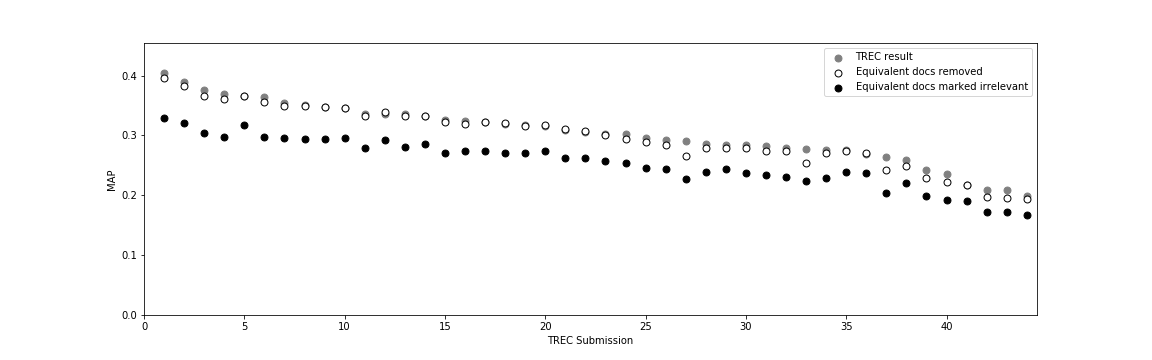 TREC result
Equivalent docs removed
Equivalent docs marked irrelevant
0.4
0.3
0.2
0.1
0.0
MAP
0 5 10 15 20 25 30 35 40
TREC Submission